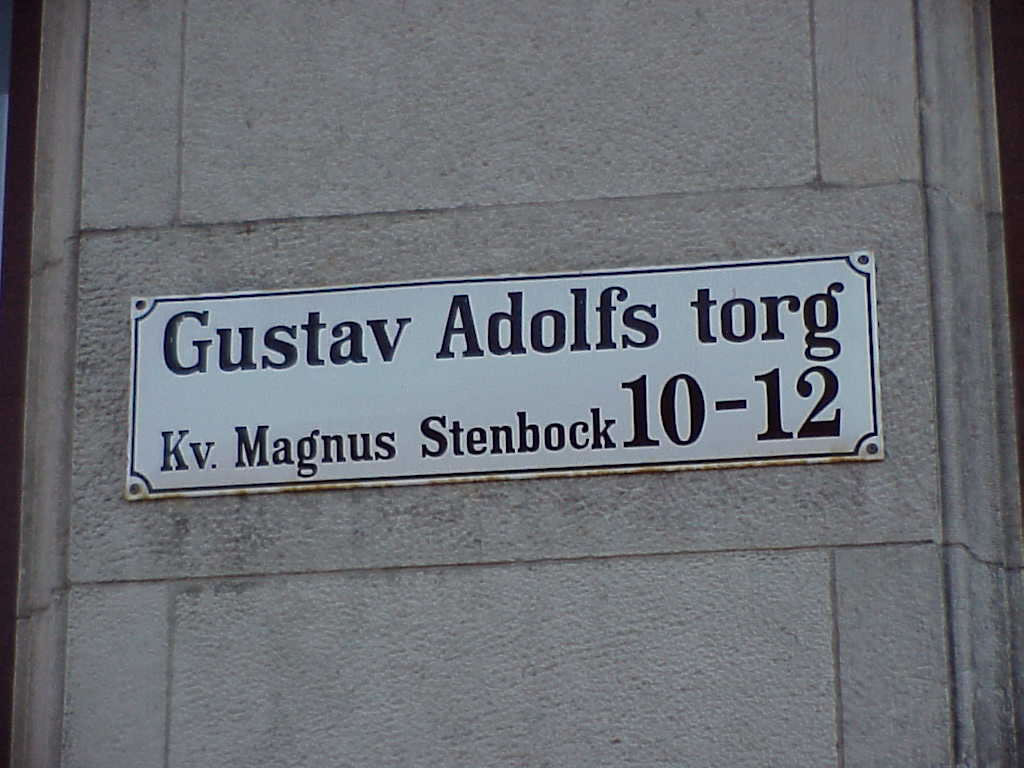 Gustav Adolfs torg
Kv. Magnus Stenbock 10-12